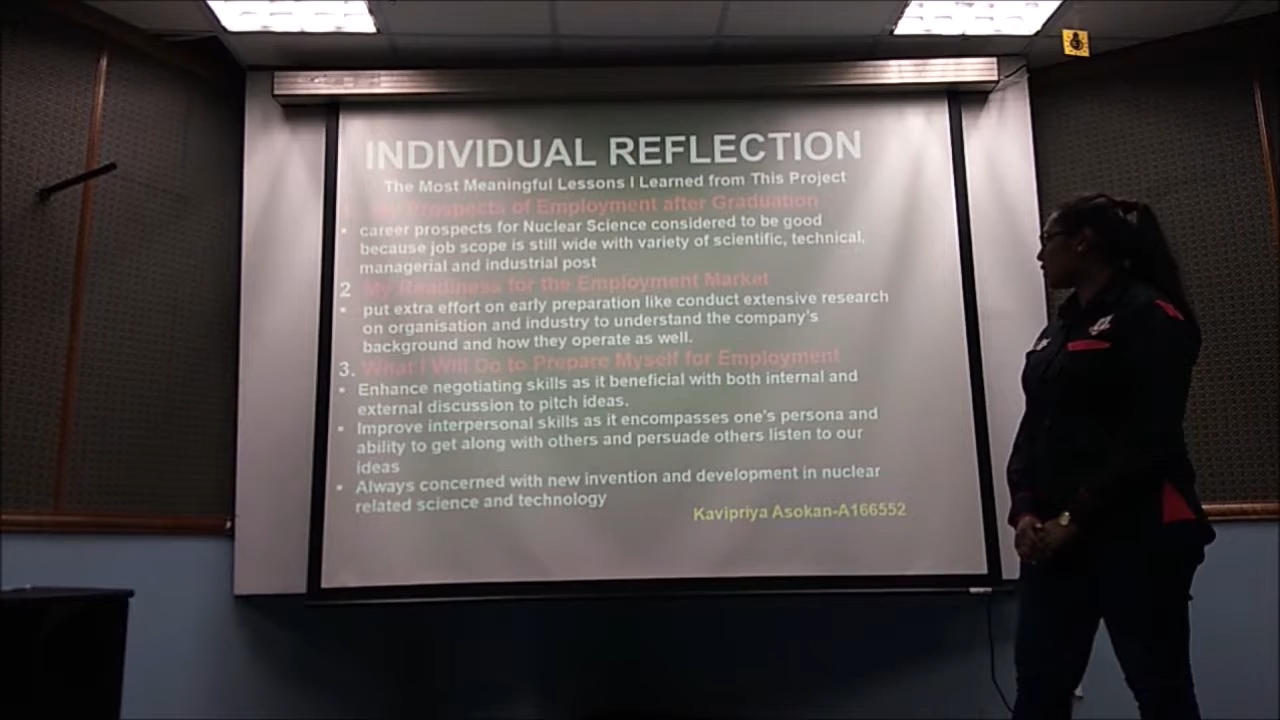 INDIVIDUAL REFLECTION
The Most Meaningful Lessons I Learned from This Project
Prospects of Employment after Graduation
• career prospects for Nuclear Science considered to be good
because job scope is still wide with variety of scientific, technical,
managerial and industrial post
2 My Readiness for the Employment Market
• put extra effort on early preparation like conduct extensive research
on organisation and industry to understand the company's
background and how they operate as well.
3. What I Will Do to Prepare Myself for Employment
• Enhance negotiating skills as it beneficial with both internal and
external discussion to pitch ideas.
• Improve interpersonal skills as it encompasses one's persona and
ability to get along with others and persuade others listen to our
ideas
• Always concerned with new invention and development in nuclear
related science and technology
Kavipriya Asokan-A166552